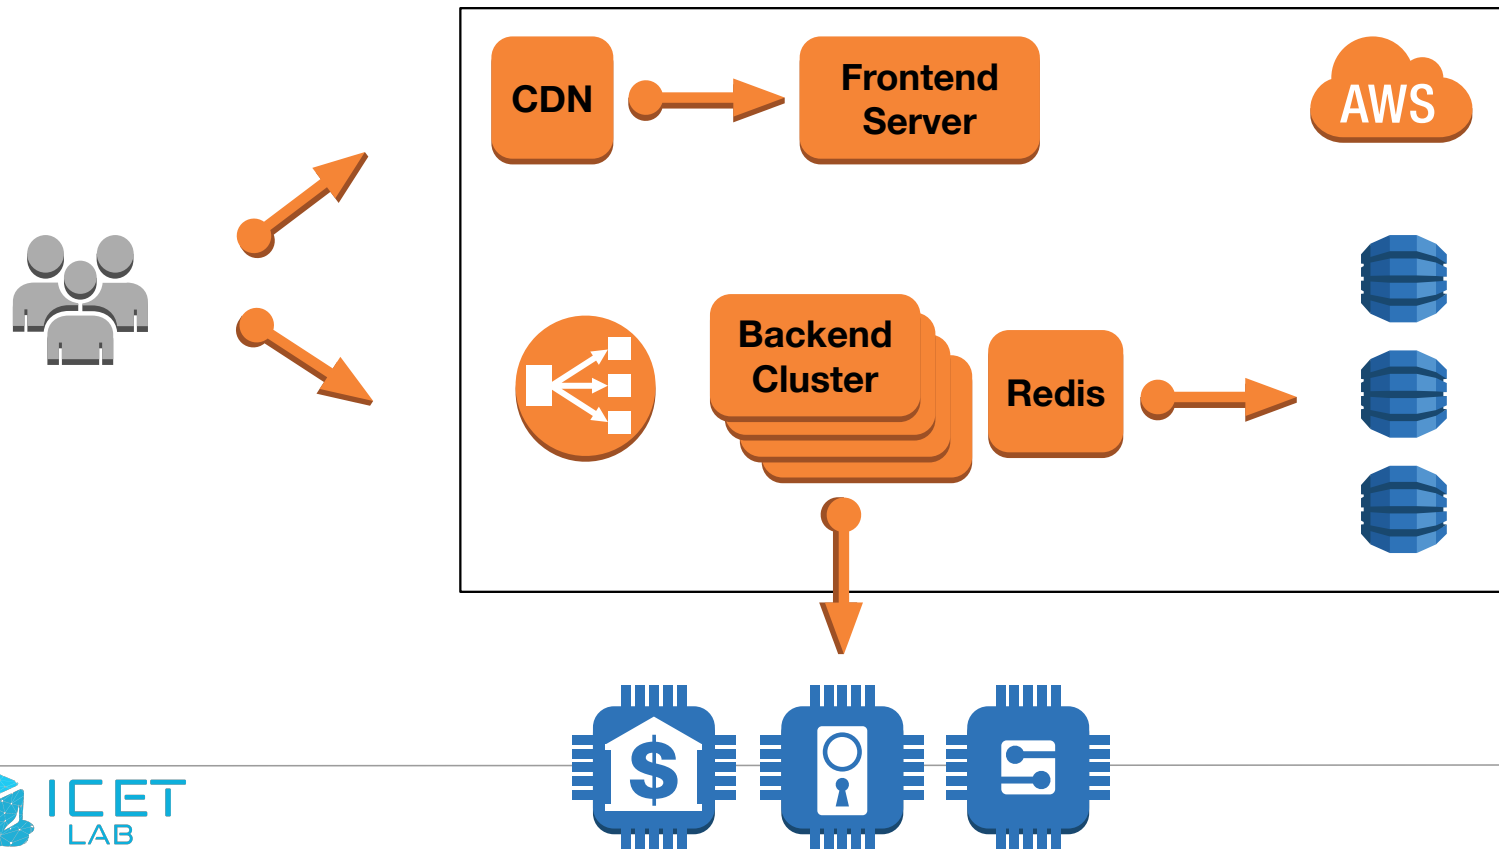 CDN
Frontend
Server
AWS
Backend
Cluster
Redis
$
ICET
LAB